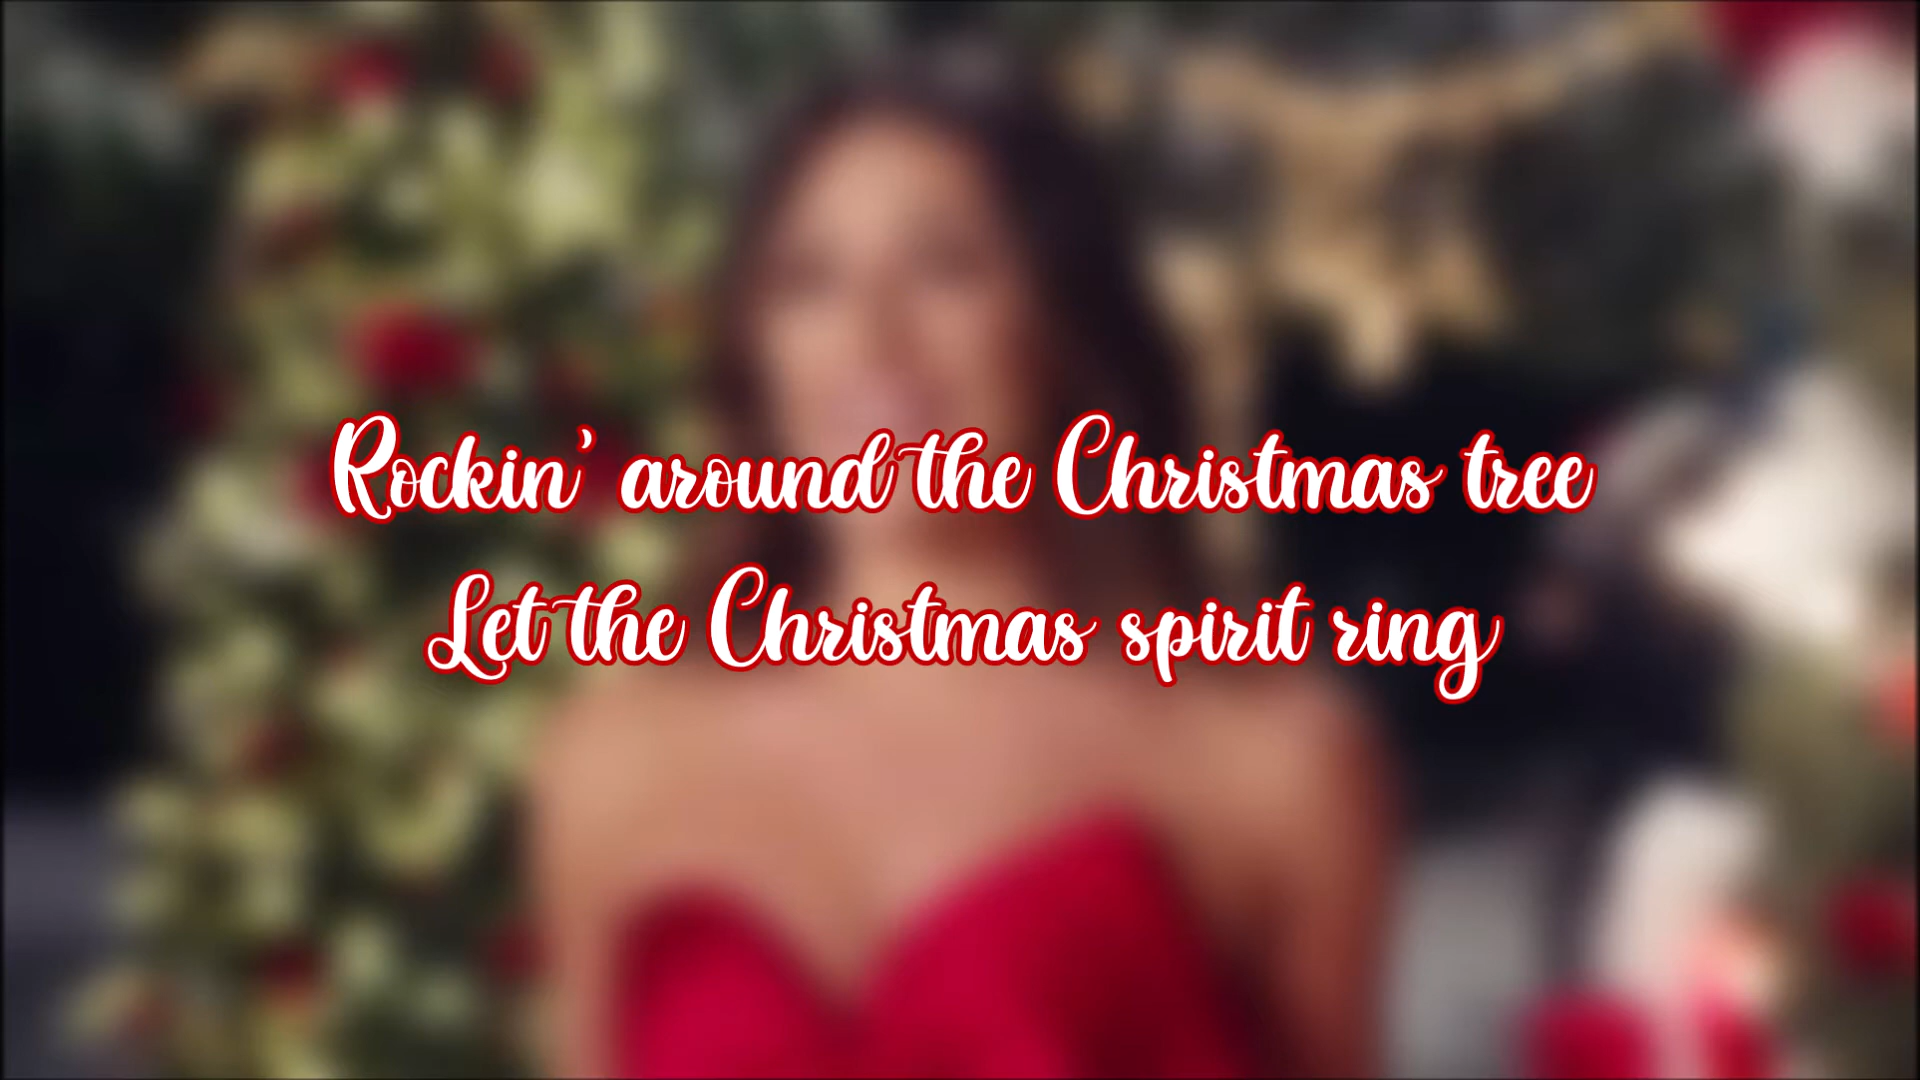 Rockin’ around the Christmas tree
Let the Christmas spirit ring